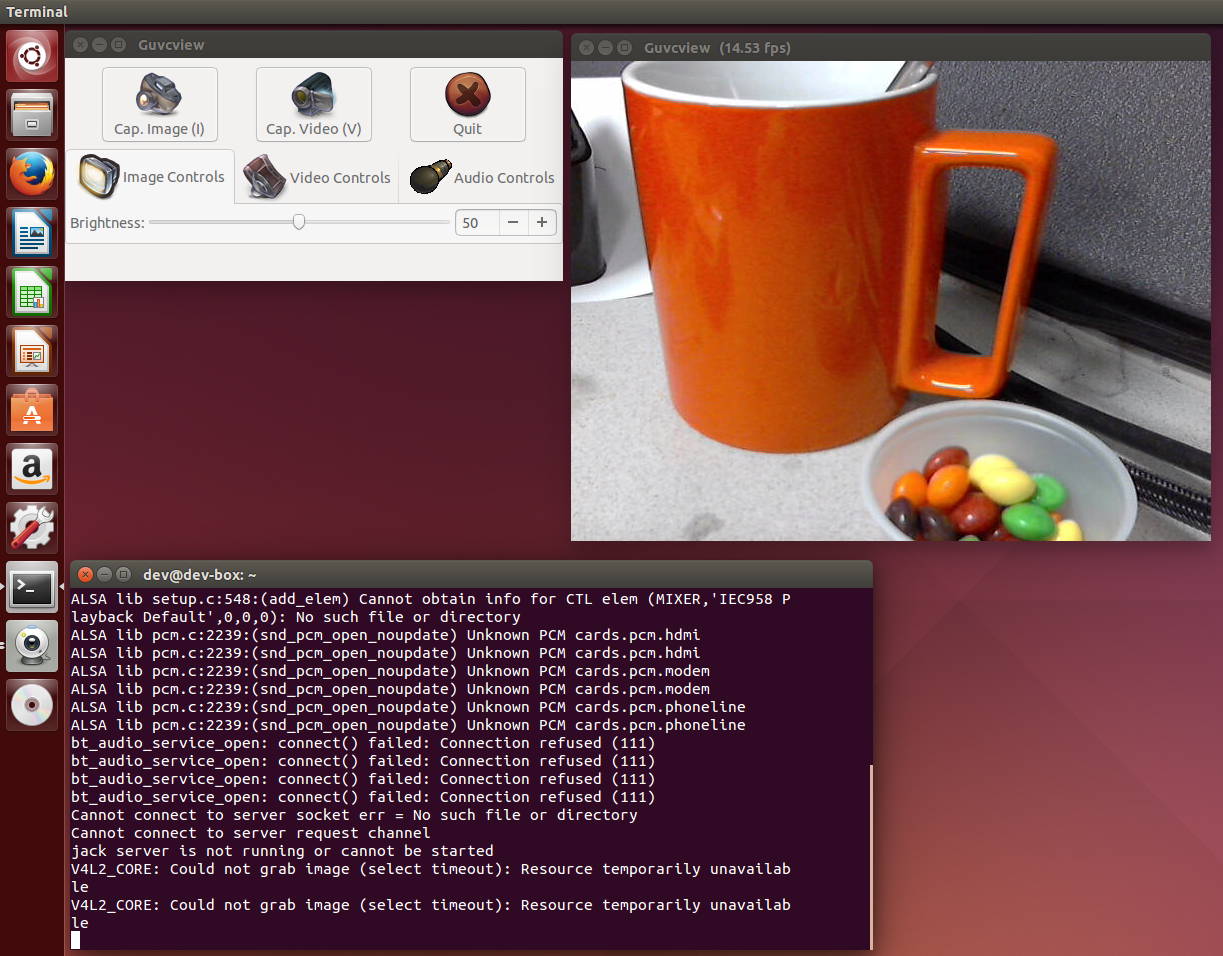 Terminal
Guvcview
Guvcview (14.53 fps)
Cap. Image (I)
Cap. Video (V)
Quit
Image Controls
Video Controls
Audio Controls
Brightness:
50
dev@dev-box: ~
ALSA lib setup.c:548:(add_elem) Cannot obtain info for CTL elem (MIXER,'IEC958 P
layback Default',0,0,0): No such file or directory
ALSA lib pcm.c:2239:(snd_pcm_open_noupdate) Unknown PCM cards.pcm.hdmi
ALSA lib pcm.c:2239:(snd_pcm_open_noupdate) Unknown PCM cards.pcm.hdmi
ALSA lib pcm.c:2239:(snd_pcm_open_noupdate) Unknown PCM cards.pcm.modem
ALSA lib pcm.c:2239:(snd_pcm_open_noupdate) Unknown PCM cards.pcm.modem
ALSA lib pcm.c:2239:(snd_pcm_open_noupdate) Unknown PCM cards.pcm.phoneline
ALSA lib pcm.c:2239:(snd_pcm_open_noupdate) Unknown PCM cards.pcm.phoneline
bt_audio_service_open: connect() failed: Connection refused (111)
bt_audio_service_open: connect() failed: Connection refused (111)
bt_audio_service_open: connect() failed: Connection refused (111)
bt_audio_service_open: connect() failed: Connection refused (111)
Cannot connect to server socket err = No such file or directory
Cannot connect to server request channel
jack server is not running or cannot be started
V4L2_CORE: Could not grab image (select timeout): Resource temporarily unavailab
le
V4L2_CORE: Could not grab image (select timeout): Resource temporarily unavailab
le